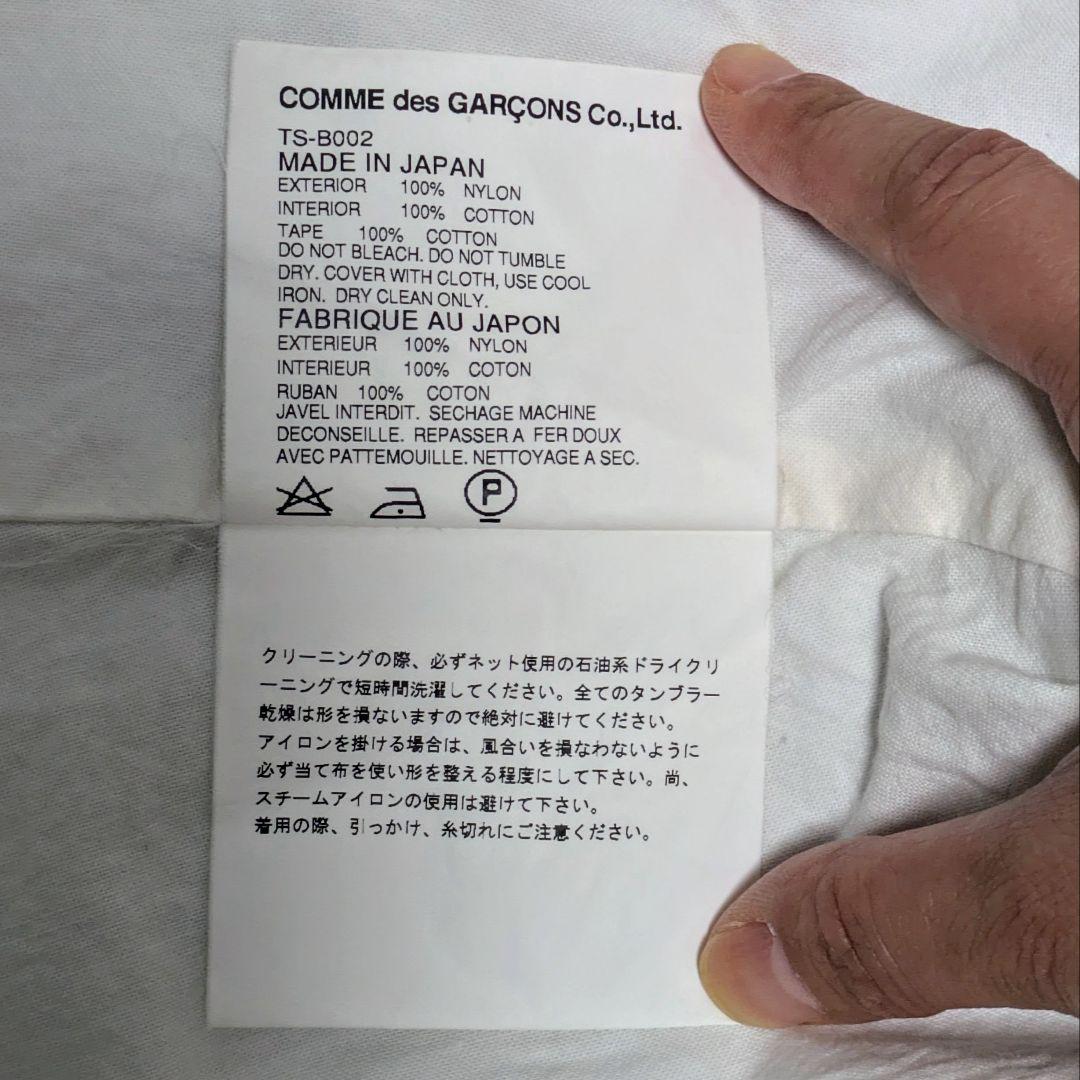 COMME des GARÇONS Co.,Ltd.
TS-B002
MADE IN JAPAN
EXTERIOR 100% NYLON
INTERIOR 100% COTTON
TAPE 100% COTTON
DO NOT BLEACH. DO NOT TUMBLE
DRY. COVER WITH CLOTH, USE COOL
IRON. DRY CLEAN ONLY.
FABRIQUE AU JAPON
EXTERIEUR 100% NYLON
INTERIEUR 100% COTON
RUBAN 100% COTON
JAVEL INTERDIT. SECHAGE MACHINE
DECONSEILLE. REPASSER A FER DOUX
AVEC PATTEMOUILLE. NETTOYAGE A SEC.
P
クリーニングの際、必ずネット使用の石油系ドライクリ
ーニングで短時間洗濯してください。全てのタンブラー
乾燥は形を損ないますので絶対に避けてください。
アイロンを掛ける場合は、風合いを損なわないように
必ず当て布を使い形を整える程度にして下さい。尚、
スチームアイロンの使用は避けて下さい。
着用の際、引っかけ、糸切れにご注意ください。